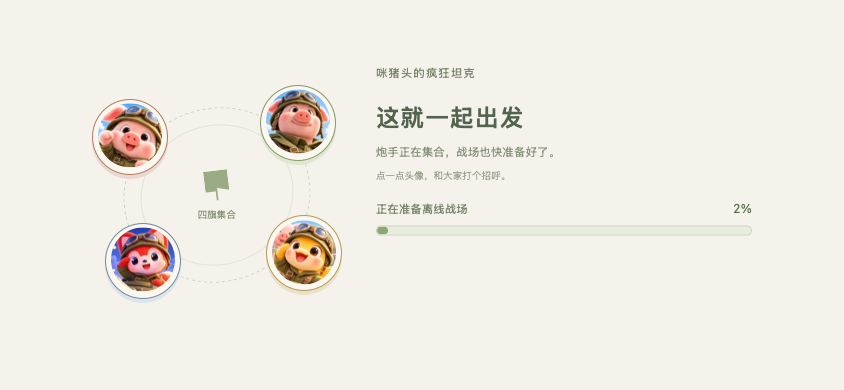 咪猪头的疯狂坦克
这就一起出发
炮手正在集合，战场也快准备好了。
点一点头像，和大家打个招呼。
正在准备离线战场 2%
四旗集合